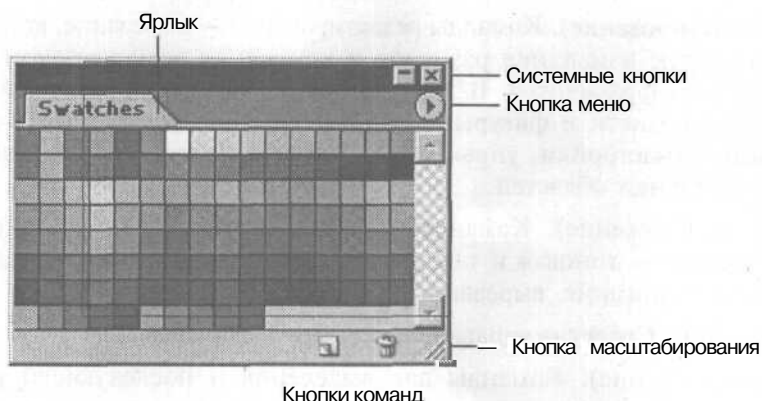 Ярлык
Системные кнопки
Swatches
Кнопка меню
Кнопка масштабирования
Кнопки команд